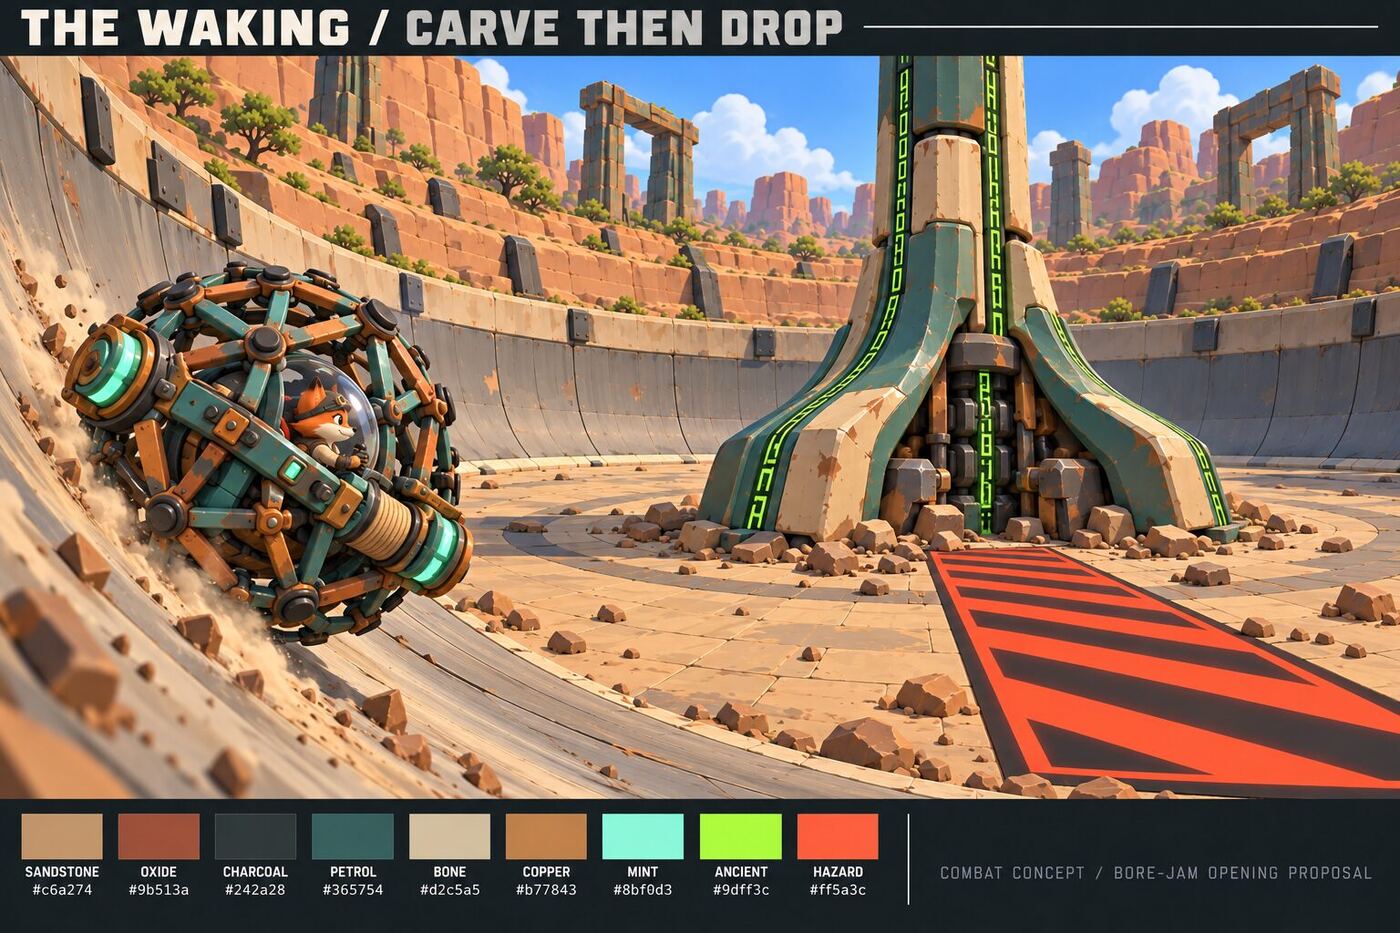 THE WAKING / CARVE THEN DROP
SANDSTONE
#c6a274
OXIDE
#9b513a
CHARCOAL
#242a28
PETROL
#365754
BONE
#d2c5a5
COPPER
#b77843
MINT
#8bf0d3
ANCIENT
#9dff3c
HAZARD
#ff5a3c
COMBAT CONCEPT / BORE-JAM OPENING PROPOSAL